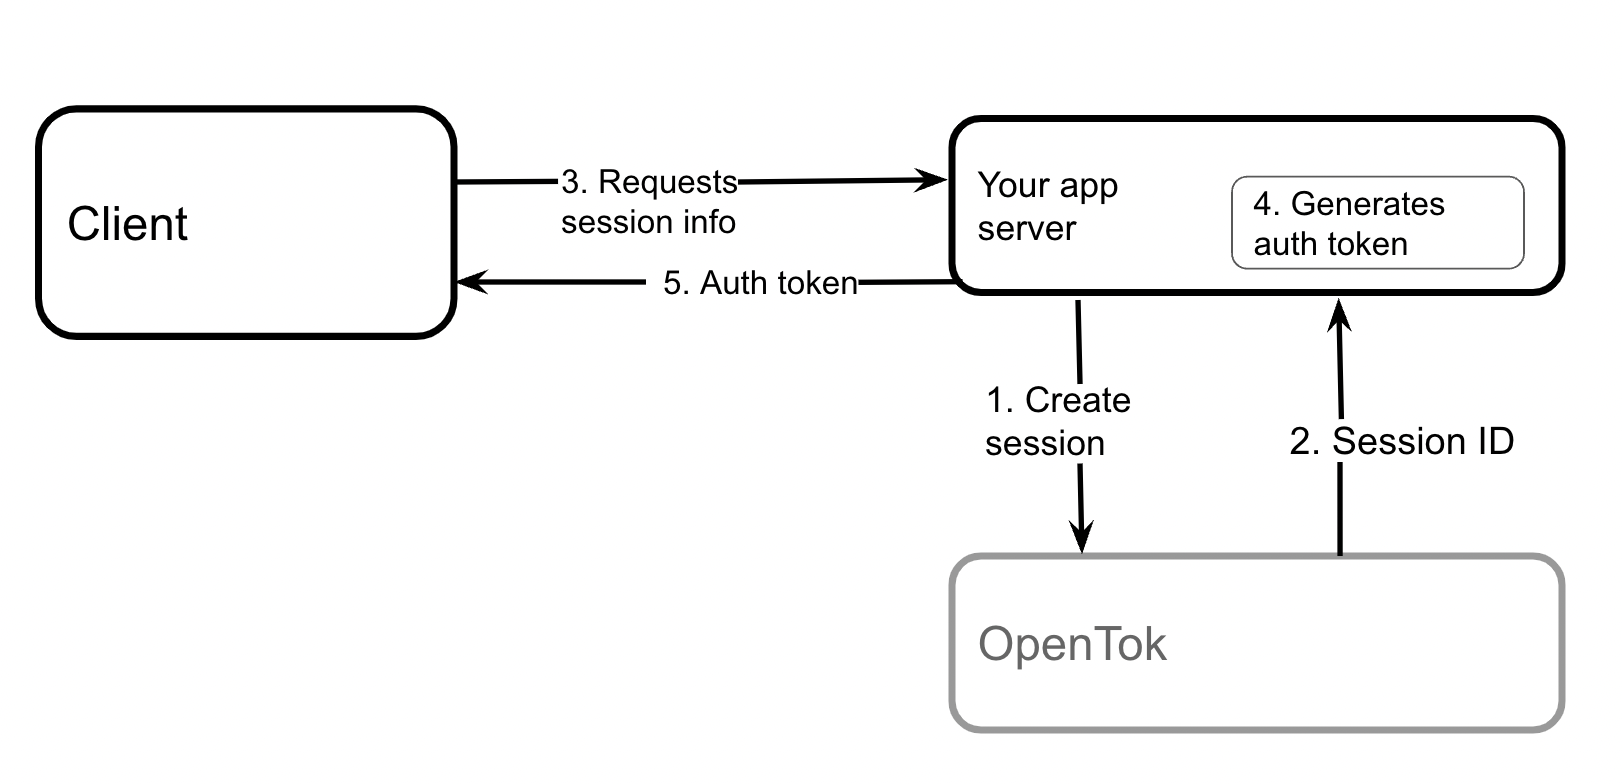 Client
3. Requests
session info
5. Auth token
Your app
server
4. Generates
auth token
1. Create
session
2. Session ID
OpenTok